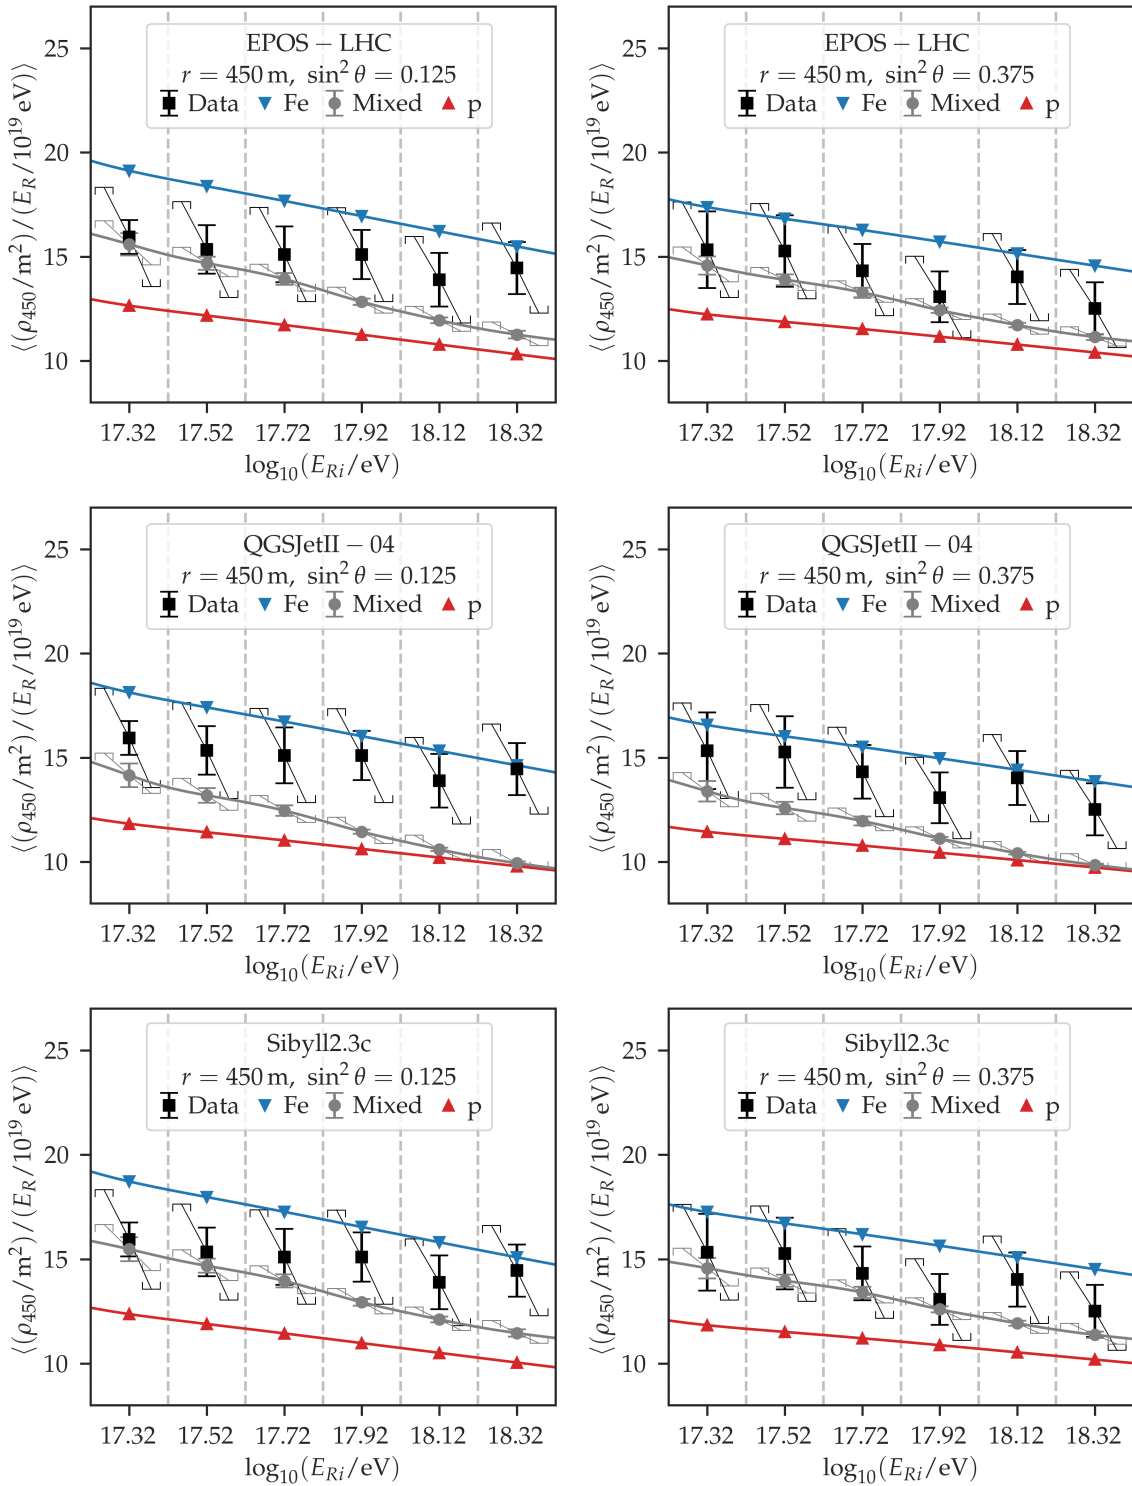 EPOS − LHC
r = 450 m, sin² θ = 0.125
Data Fe Mixed p
25
20
15
10
⟨(ρ₄₅₀/m²)/(E_R/10¹⁹ eV)⟩
17.32 17.52 17.72 17.92 18.12 18.32
log₁₀(E_Ri/eV)
EPOS − LHC
r = 450 m, sin² θ = 0.375
Data Fe Mixed p
25
20
15
10
⟨(ρ₄₅₀/m²)/(E_R/10¹⁹ eV)⟩
17.32 17.52 17.72 17.92 18.12 18.32
log₁₀(E_Ri/eV)
QGSJetII − 04
r = 450 m, sin² θ = 0.125
Data Fe Mixed p
25
20
15
10
⟨(ρ₄₅₀/m²)/(E_R/10¹⁹ eV)⟩
17.32 17.52 17.72 17.92 18.12 18.32
log₁₀(E_Ri/eV)
QGSJetII − 04
r = 450 m, sin² θ = 0.375
Data Fe Mixed p
25
20
15
10
⟨(ρ₄₅₀/m²)/(E_R/10¹⁹ eV)⟩
17.32 17.52 17.72 17.92 18.12 18.32
log₁₀(E_Ri/eV)
Sibyll2.3c
r = 450 m, sin² θ = 0.125
Data Fe Mixed p
25
20
15
10
⟨(ρ₄₅₀/m²)/(E_R/10¹⁹ eV)⟩
17.32 17.52 17.72 17.92 18.12 18.32
log₁₀(E_Ri/eV)
Sibyll2.3c
r = 450 m, sin² θ = 0.375
Data Fe Mixed p
25
20
15
10
⟨(ρ₄₅₀/m²)/(E_R/10¹⁹ eV)⟩
17.32 17.52 17.72 17.92 18.12 18.32
log₁₀(E_Ri/eV)